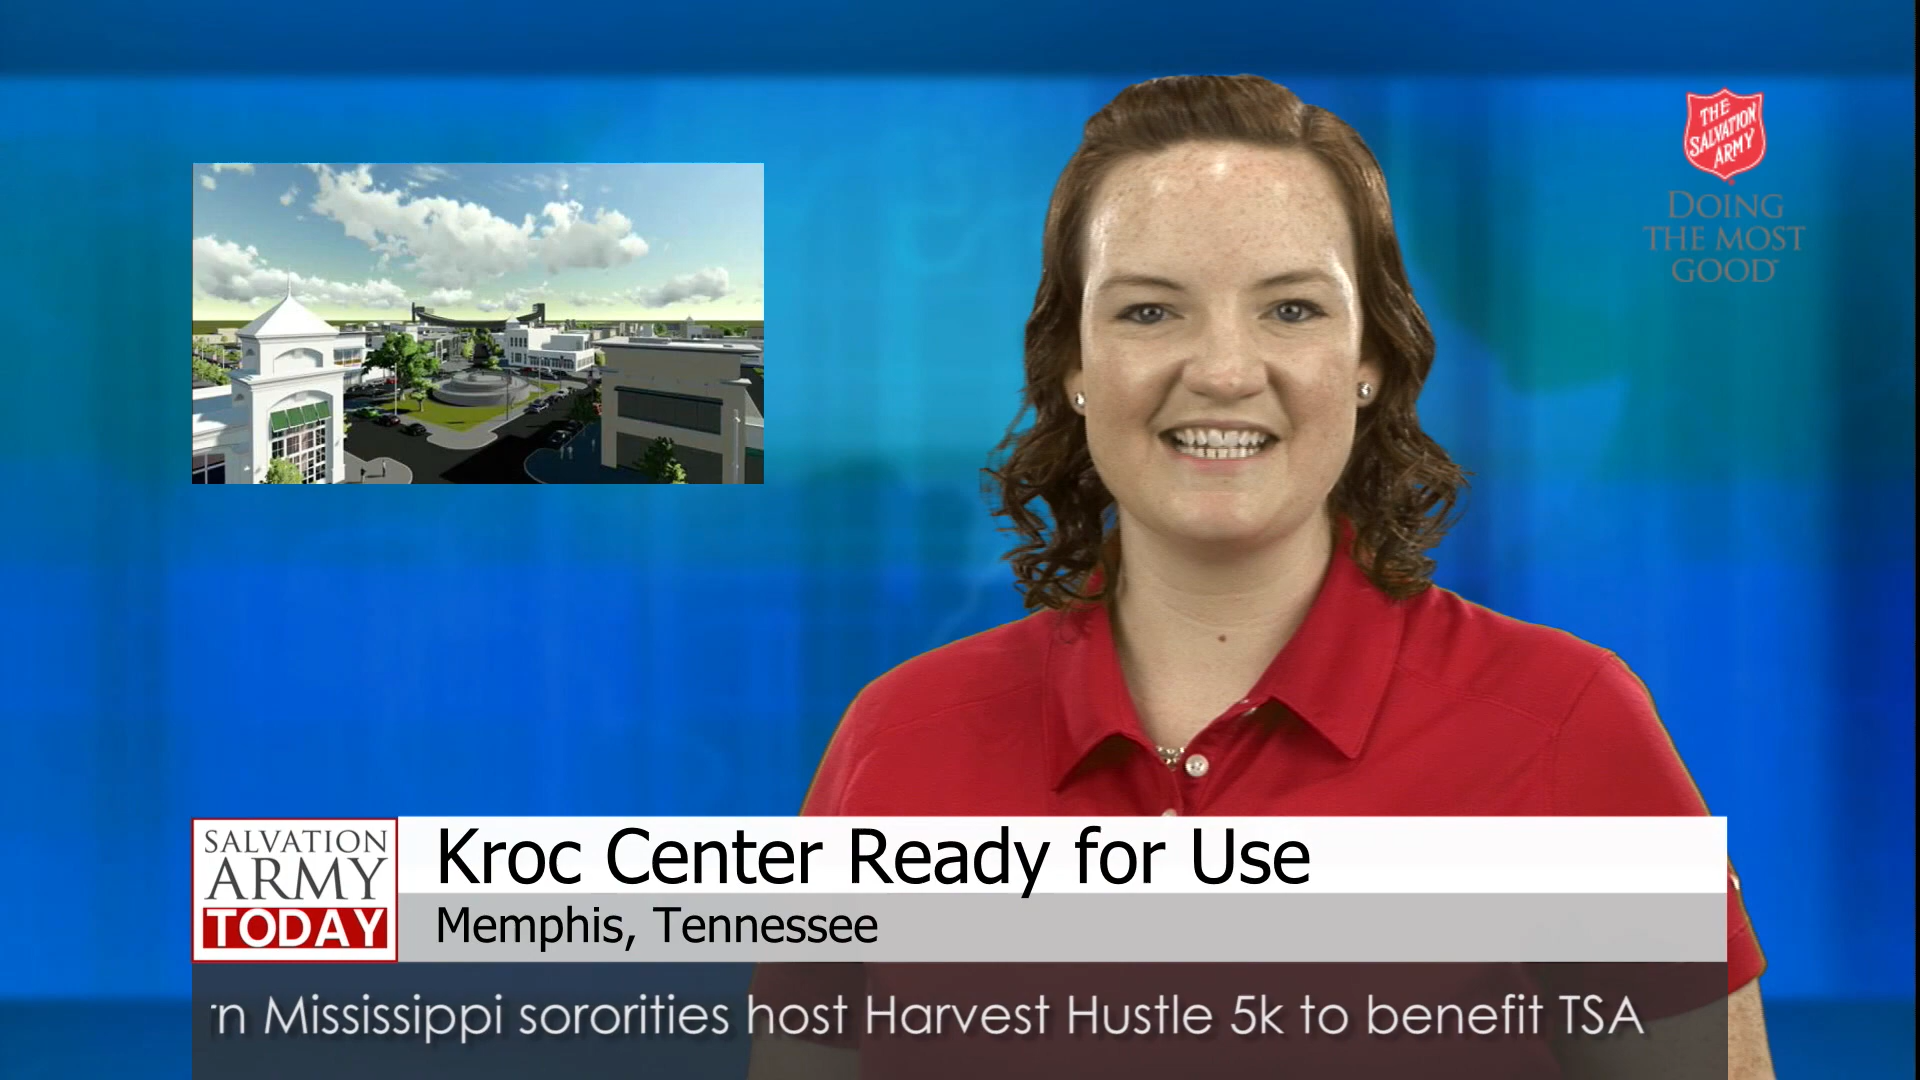 THE
SALVATION
ARMY
DOING
THE MOST
GOOD
SALVATION
ARMY
TODAY
Kroc Center Ready for Use
Memphis, Tennessee
rn Mississippi sororities host Harvest Hustle 5k to benefit TSA